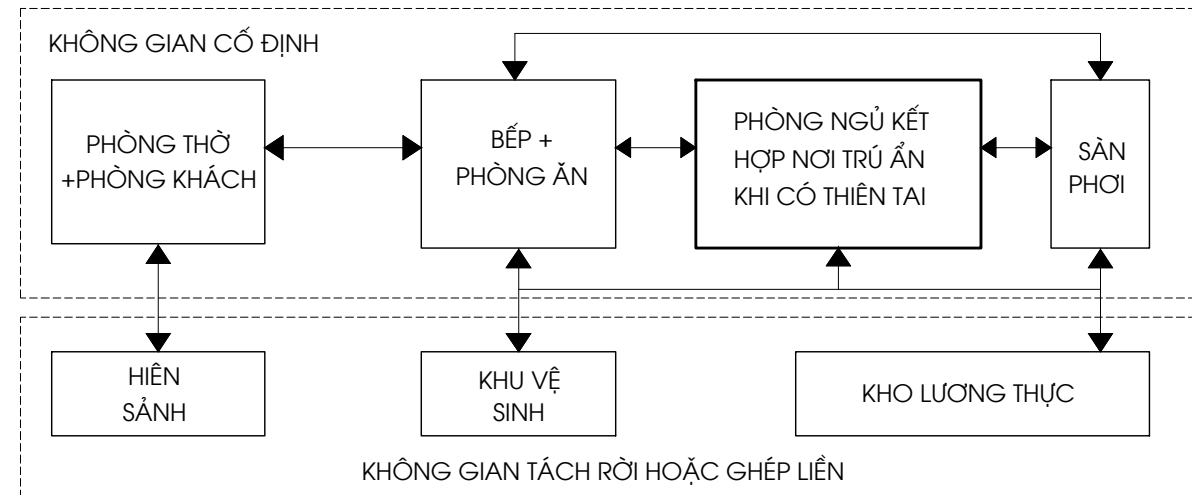 KHÔNG GIAN CỐ ĐỊNH
PHÒNG THỜ
+PHÒNG KHÁCH
BẾP +
PHÒNG ĂN
PHÒNG NGỦ KẾT
HỢP NƠI TRÚ ẨN
KHI CÓ THIÊN TAI
SÀN
PHƠI
HIÊN
SẢNH
KHU VỆ
SINH
KHO LƯƠNG THỰC
KHÔNG GIAN TÁCH RỜI HOẶC GHÉP LIỀN